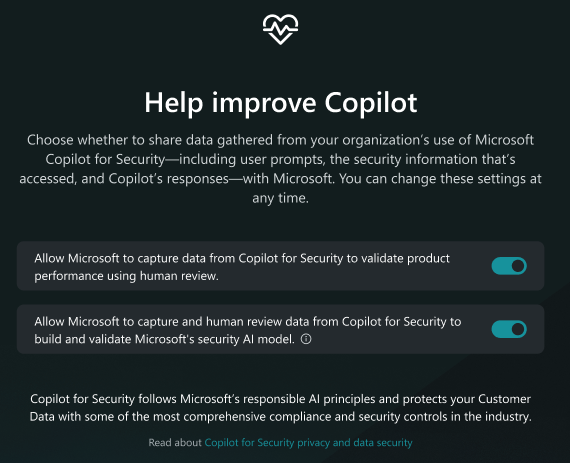 Help improve Copilot
Choose whether to share data gathered from your organization's use of Microsoft
Copilot for Security—including user prompts, the security information that's
accessed, and Copilot's responses—with Microsoft. You can change these settings at
any time.
Allow Microsoft to capture data from Copilot for Security to validate product
performance using human review.
Allow Microsoft to capture and human review data from Copilot for Security to
build and validate Microsoft's security AI model.
Copilot for Security follows Microsoft's responsible AI principles and protects your Customer
Data with some of the most comprehensive compliance and security controls in the industry.
Read about Copilot for Security privacy and data security